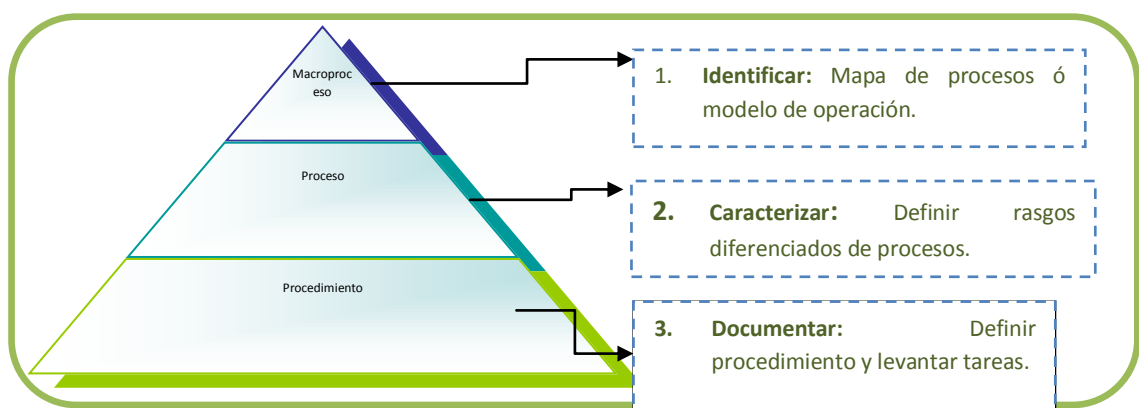 Macroproc
eso
1. Identificar: Mapa de procesos ó
modelo de operación.
Proceso
2. Caracterizar: Definir rasgos
diferenciados de procesos.
Procedimiento
3. Documentar: Definir
procedimiento y levantar tareas.